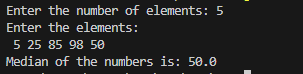 Enter the number of elements: 5
Enter the elements:
5 25 85 98 50
Median of the numbers is: 50.0